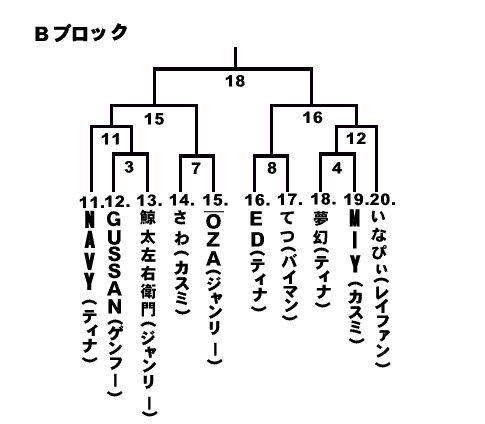 Bブロック
18
15
16
11
12
3
7
8
4
11.NAVY(ティナ)
12.GUSSAN(ゲンフー)
13.鯨太左右衛門(ジャンリー)
14.さわ(カスミ)
15.OZA(ジャンリー)
16.ED(ティナ)
17.てつ(バイマン)
18.夢幻(ティナ)
19.MIY(カスミ)
20.いなぴぃ(レイファン)